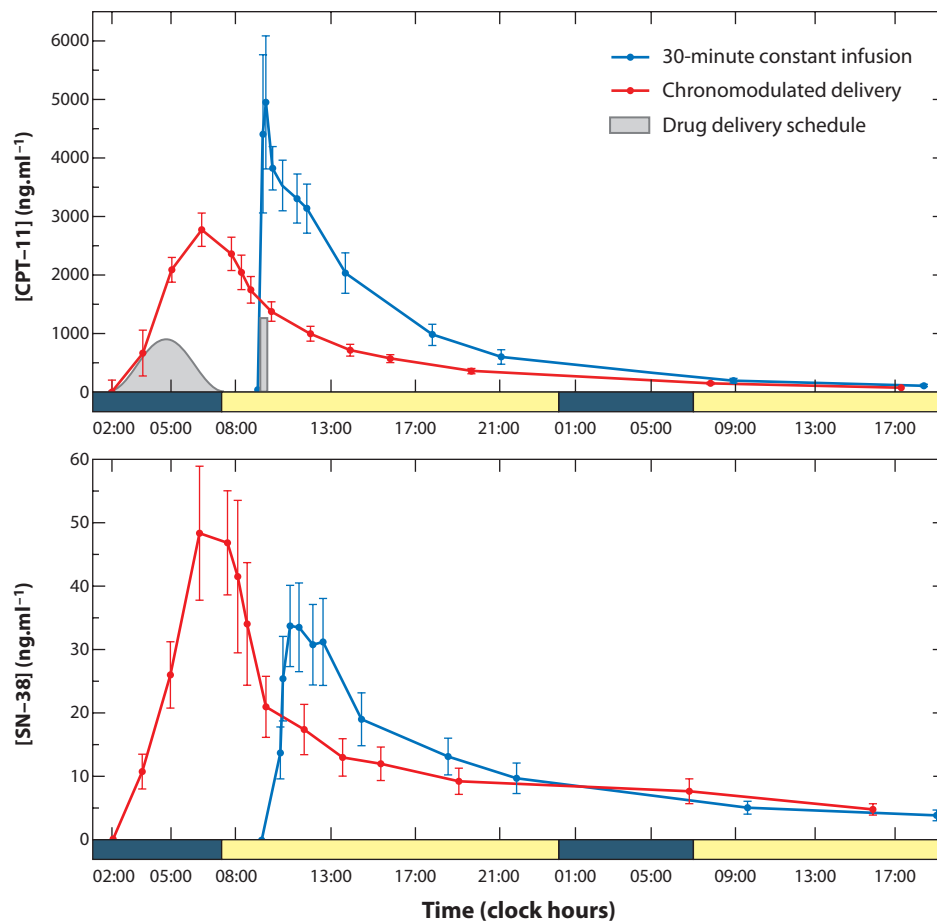 6000
5000
4000
3000
2000
1000
0
[CPT–11] (ng.ml⁻¹)
30-minute constant infusion
Chronomodulated delivery
Drug delivery schedule
02:00 05:00 08:00 13:00 17:00 21:00 01:00 05:00 09:00 17:00
60
50
40
30
20
10
0
[SN–38] (ng.ml⁻¹)
02:00 05:00 08:00 13:00 17:00 21:00 01:00 05:00 09:00 17:00
Time (clock hours)